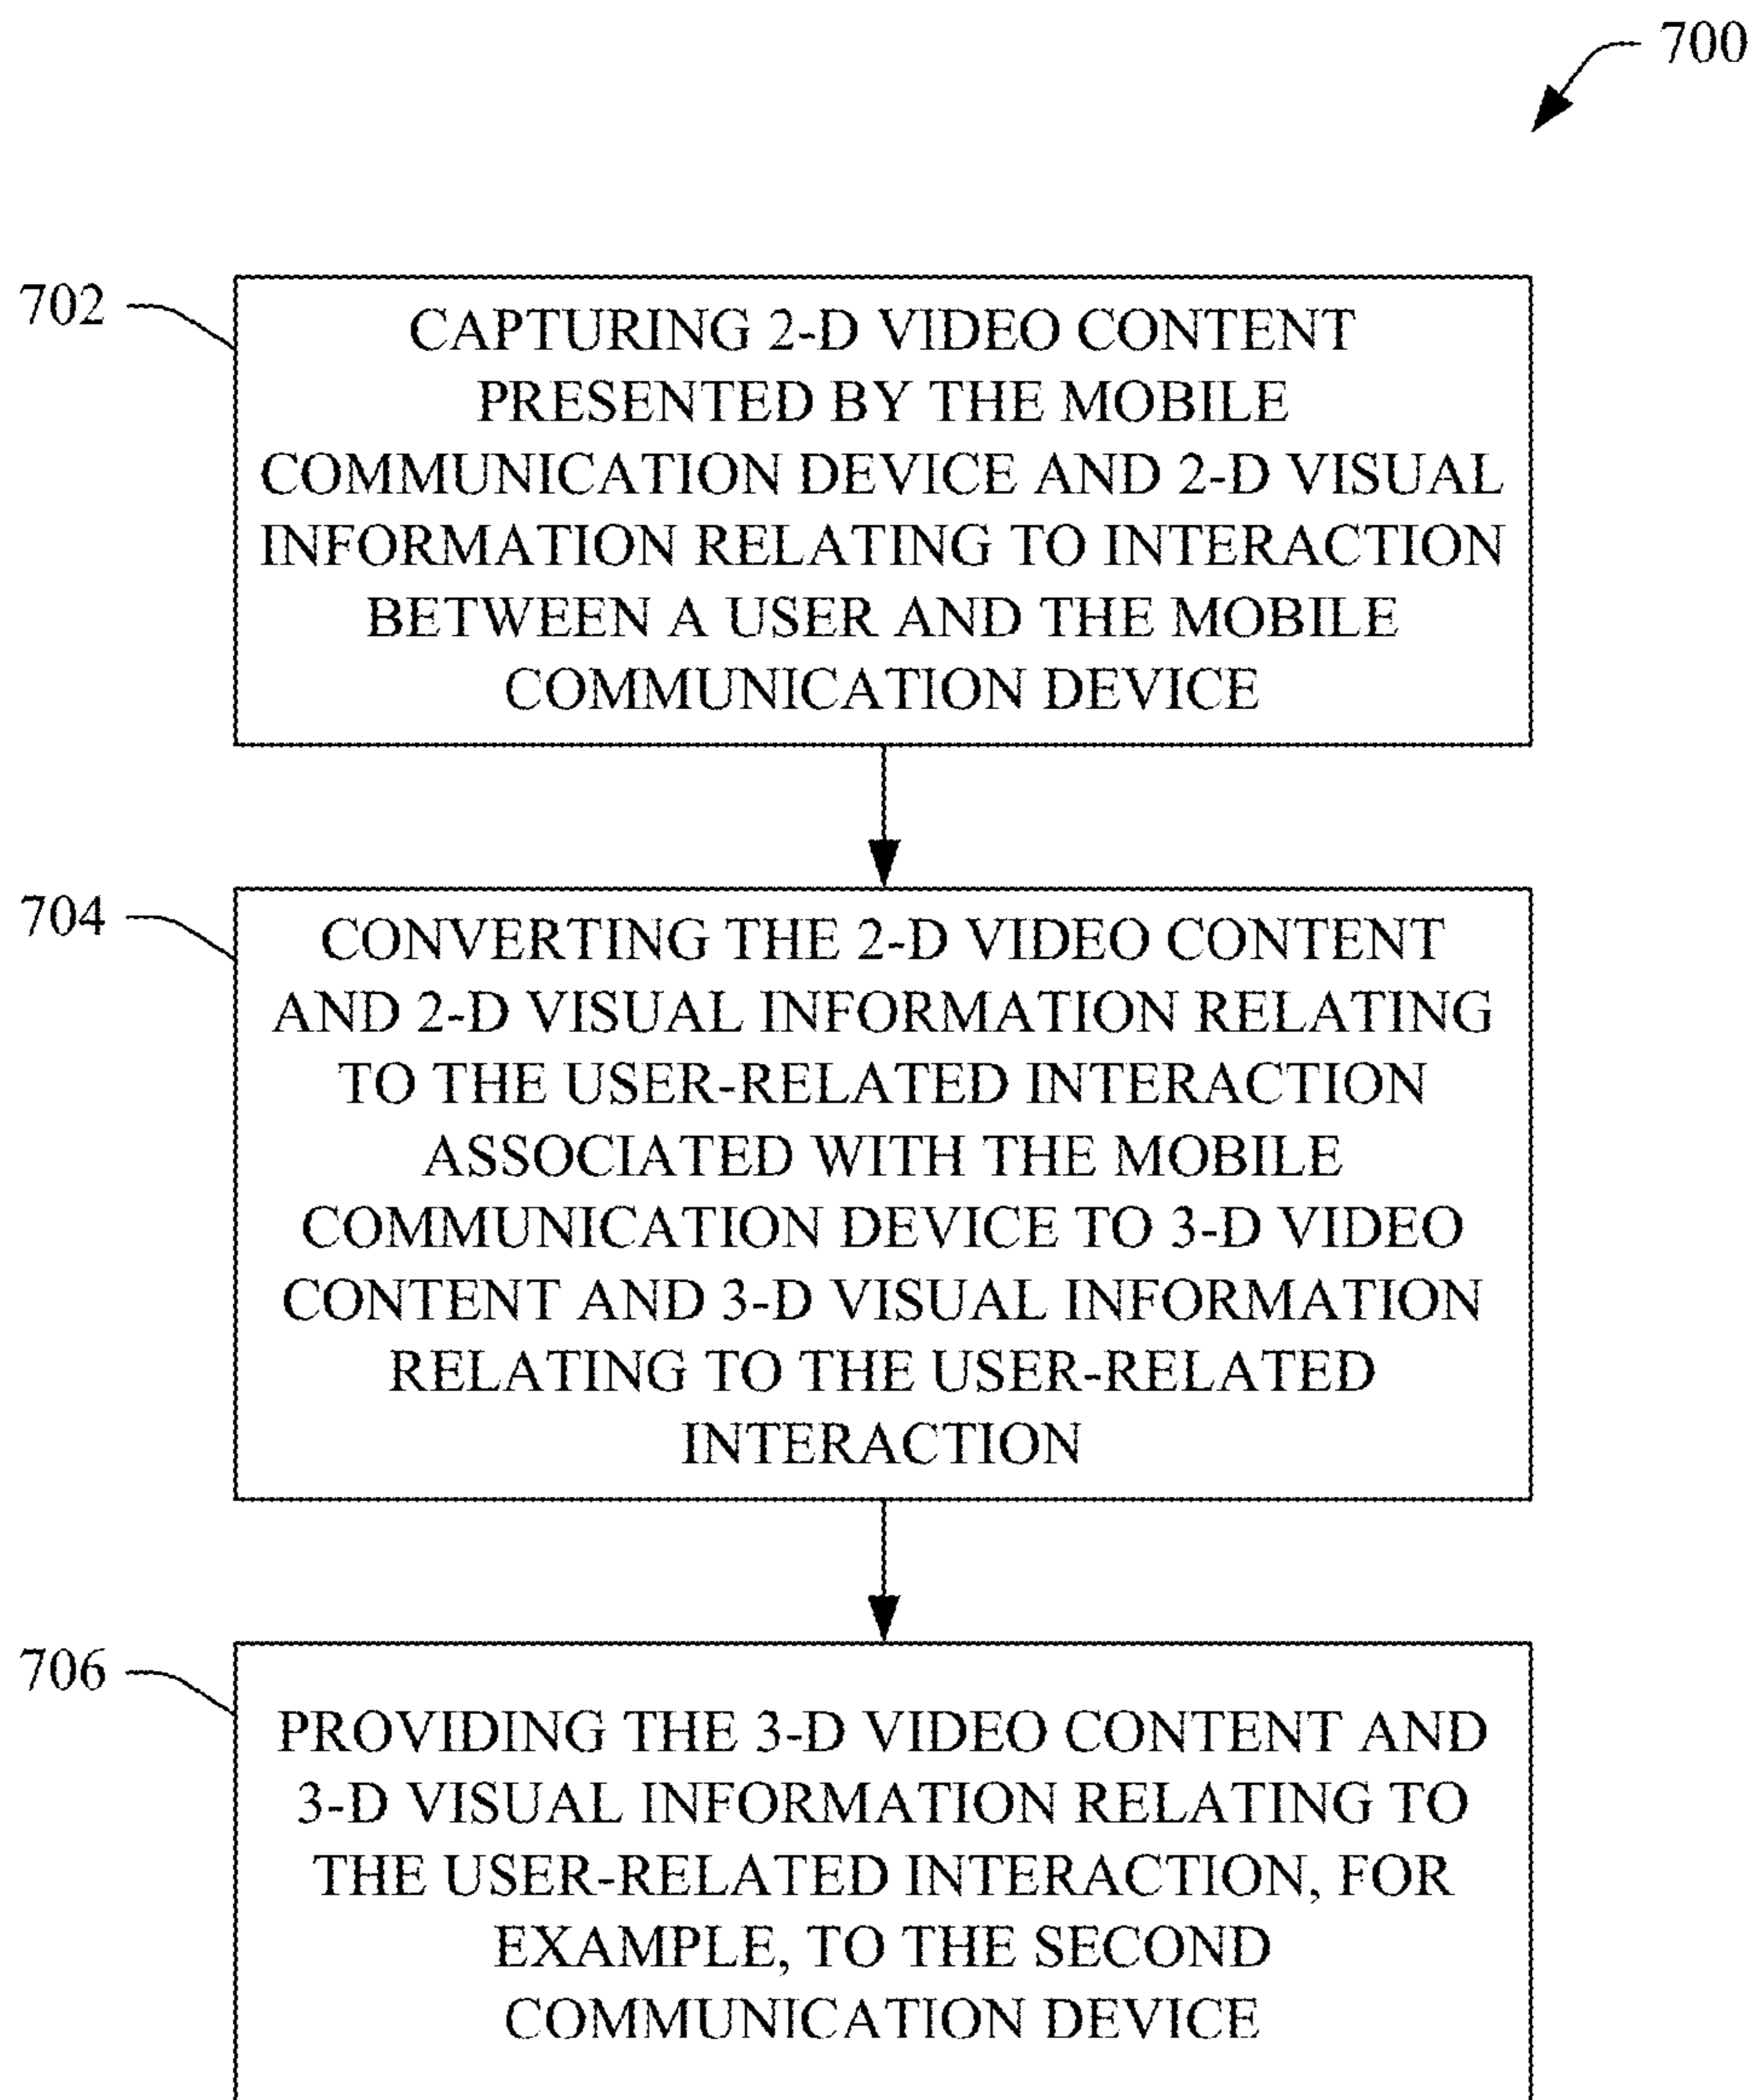 700
702
CAPTURING 2-D VIDEO CONTENT
PRESENTED BY THE MOBILE
COMMUNICATION DEVICE AND 2-D VISUAL
INFORMATION RELATING TO INTERACTION
BETWEEN A USER AND THE MOBILE
COMMUNICATION DEVICE
704
CONVERTING THE 2-D VIDEO CONTENT
AND 2-D VISUAL INFORMATION RELATING
TO THE USER-RELATED INTERACTION
ASSOCIATED WITH THE MOBILE
COMMUNICATION DEVICE TO 3-D VIDEO
CONTENT AND 3-D VISUAL INFORMATION
RELATING TO THE USER-RELATED
INTERACTION
706
PROVIDING THE 3-D VIDEO CONTENT AND
3-D VISUAL INFORMATION RELATING TO
THE USER-RELATED INTERACTION, FOR
EXAMPLE, TO THE SECOND
COMMUNICATION DEVICE